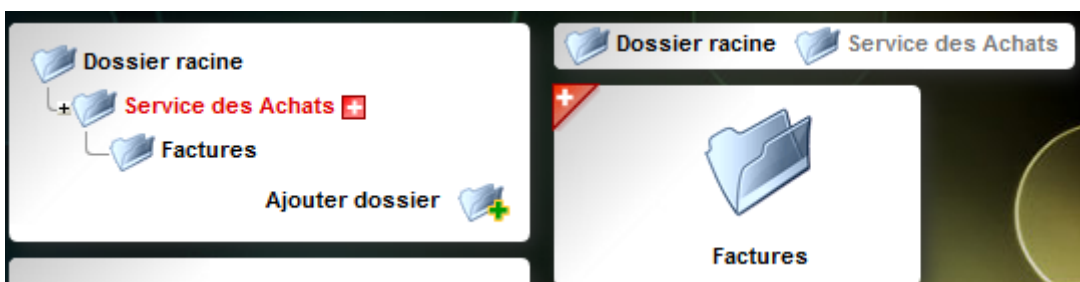 Dossier racine
Service des Achats
Factures
Ajouter dossier
Dossier racine Service des Achats
Factures